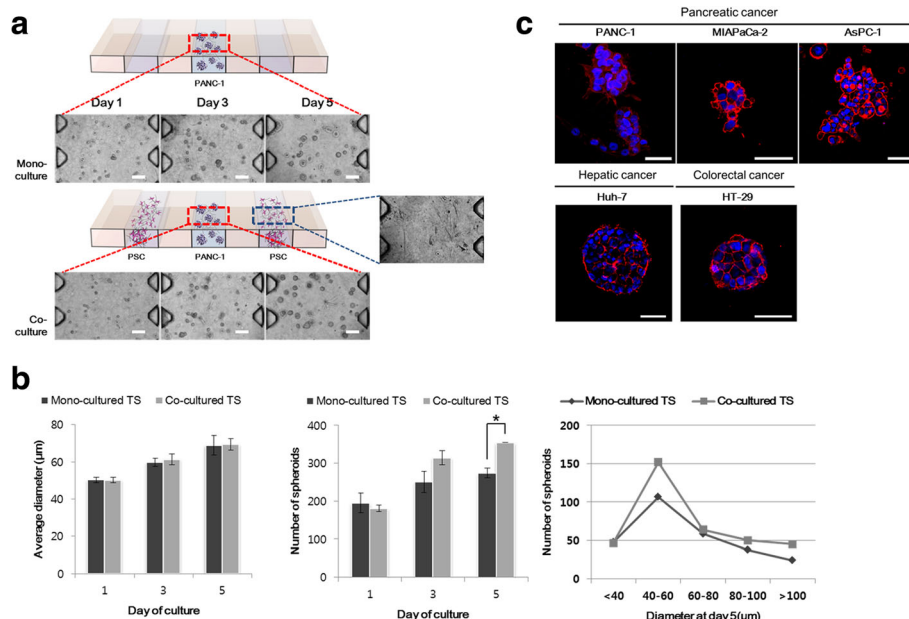 a
PANC-1
Day 1 Day 3 Day 5
Mono-
culture
PSC PANC-1 PSC
Co-
culture
b
Mono-cultured TS Co-cultured TS
Average diameter (µm)
80
60
40
20
0
1 3 5
Day of culture
Mono-cultured TS Co-cultured TS
Number of spheroids
400
300
200
100
0
*
1 3 5
Day of culture
Mono-cultured TS Co-cultured TS
Number of spheroids
200
150
100
50
0
<40 40-60 60-80 80-100 >100
Diameter at day 5(um)
c
Pancreatic cancer
PANC-1 MIAPaCa-2 AsPC-1
Hepatic cancer Colorectal cancer
Huh-7 HT-29